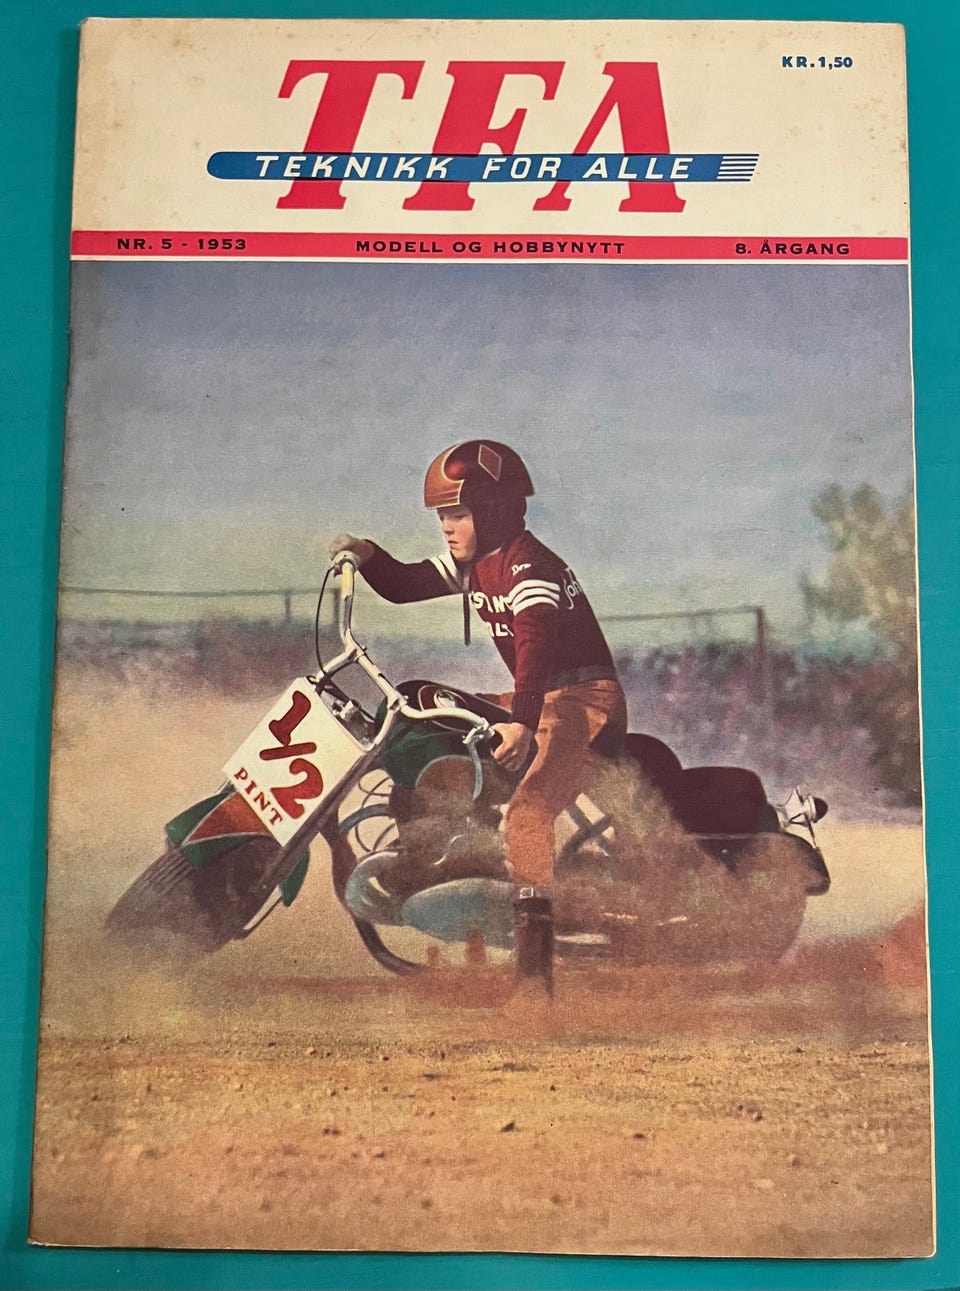 KR. 1,50
TFA
TEKNIKK FOR ALLE
NR. 5 - 1953 MODELL OG HOBBYNYTT 8. ÅRGANG
1/2
PINT